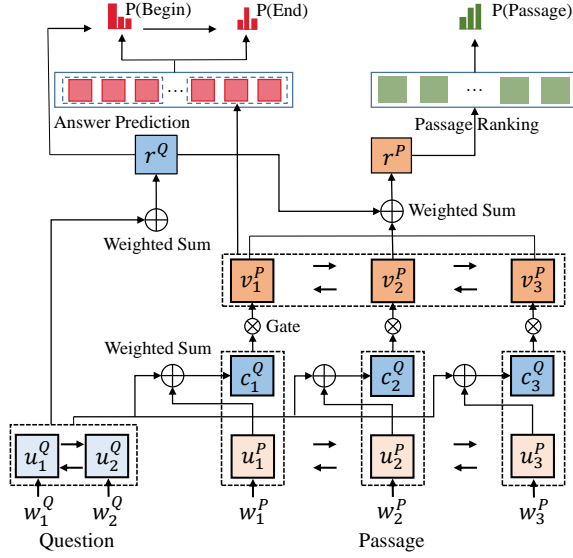 P(Begin) P(End) P(Passage)
...
...
Answer Prediction
Passage Ranking
r^Q
r^P
Weighted Sum
Weighted Sum
v_1^P v_2^P v_3^P
Gate
Weighted Sum
c_1^Q c_2^Q c_3^Q
u_1^Q u_2^Q u_1^P u_2^P u_3^P
w_1^Q w_2^Q w_1^P w_2^P w_3^P
Question Passage